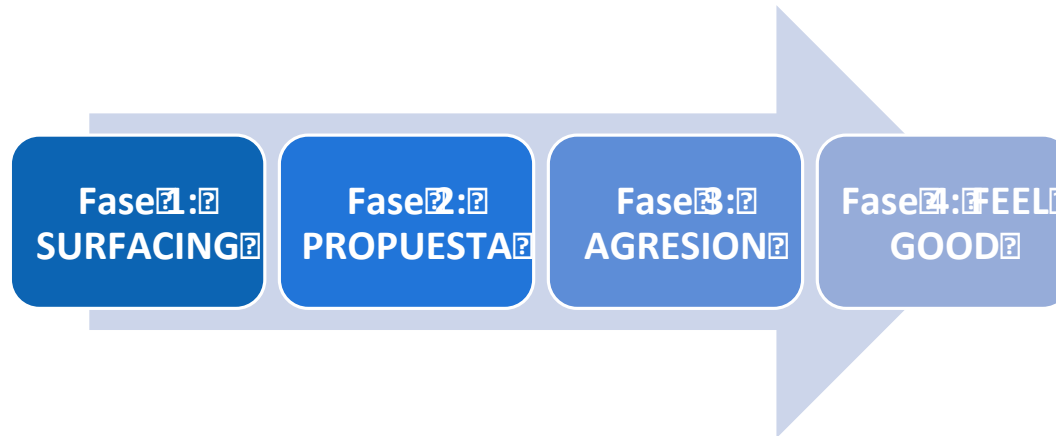 Fase 1:
SURFACING
Fase 2:
PROPUESTA
Fase 3:
AGRESION
Fase 4: FEEL
GOOD